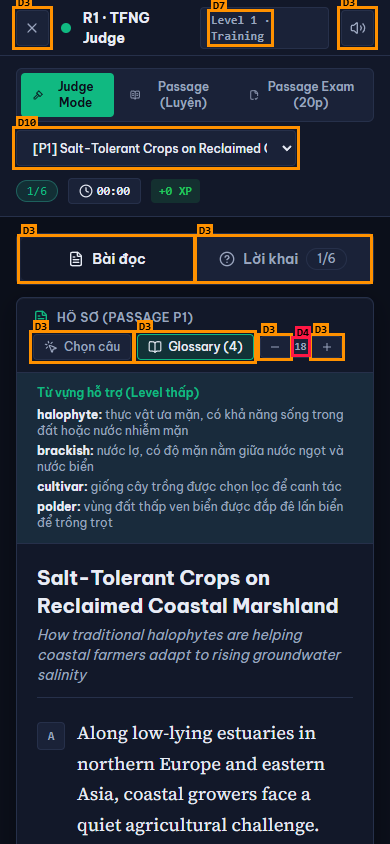 D3
D7
D3
R1 · TFNG
Judge
Level 1 ·
Training
Judge
Mode
Passage
(Luyện)
Passage Exam
(20p)
D10
[P1] Salt-Tolerant Crops on Reclaimed C
1/6
00:00
+0 XP
D3
D3
Bài đọc
Lời khai
1/6
HỒ SƠ (PASSAGE P1)
D3
D3
D3
D4
D3
Chọn câu
Glossary (4)
−
18
+
Từ vựng hỗ trợ (Level thấp)
halophyte: thực vật ưa mặn, có khả năng sống trong
đất hoặc nước nhiễm mặn
brackish: nước lợ, có độ mặn nằm giữa nước ngọt và
nước biển
cultivar: giống cây trồng được chọn lọc để canh tác
polder: vùng đất thấp ven biển được đắp đê lấn biển
để trồng trọt
Salt-Tolerant Crops on
Reclaimed Coastal Marshland
How traditional halophytes are helping
coastal farmers adapt to rising groundwater
salinity
A
Along low-lying estuaries in
northern Europe and eastern
Asia, coastal growers face a
quiet agricultural challenge.